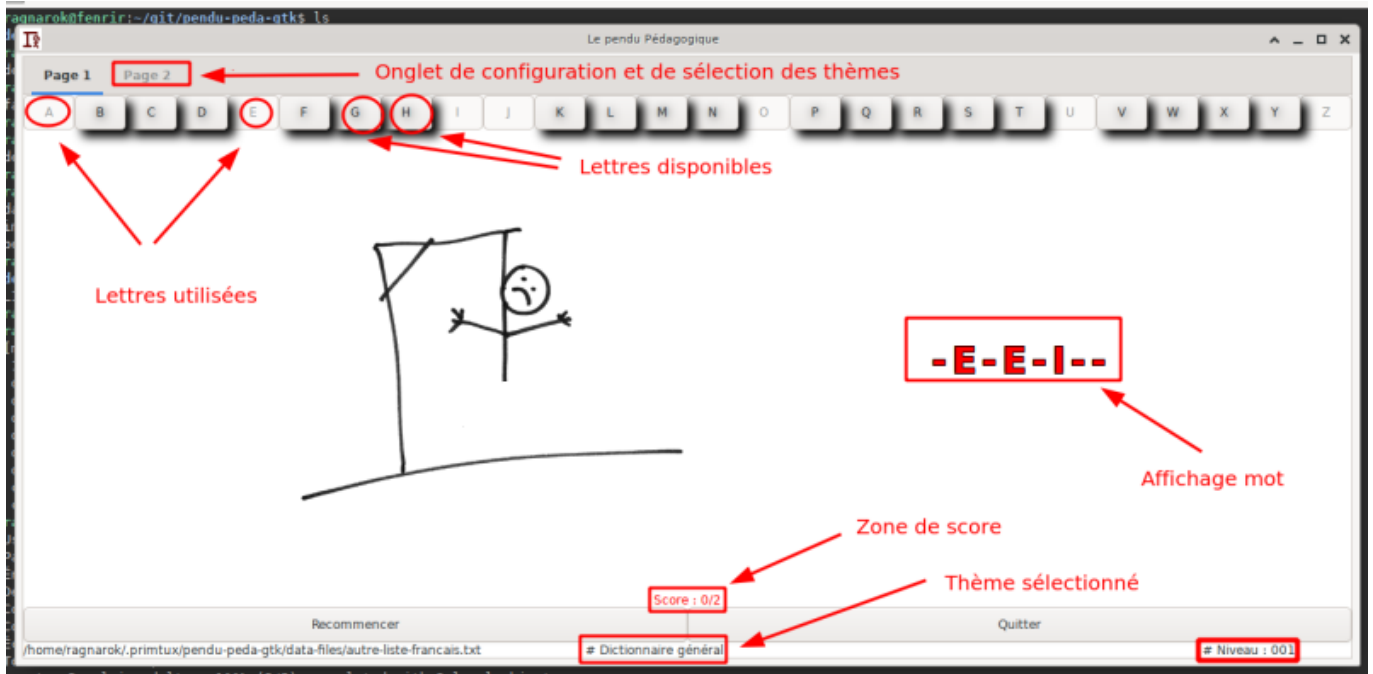 ragnarok@fenrir:~/git/pendu-peda-gtk$ ls
Le pendu Pédagogique
Page 1 Page 2 Onglet de configuration et de sélection des thèmes
A B C D E F G H I J K L M N O P Q R S T U V W X Y Z
Lettres disponibles
Lettres utilisées
-E-E-I--
Affichage mot
Zone de score
Thème sélectionné
Score : 0/2
Recommencer Quitter
/home/ragnarok/.primtux/pendu-peda-gtk/data-files/autre-liste-francais.txt # Dictionnaire général # Niveau : 001